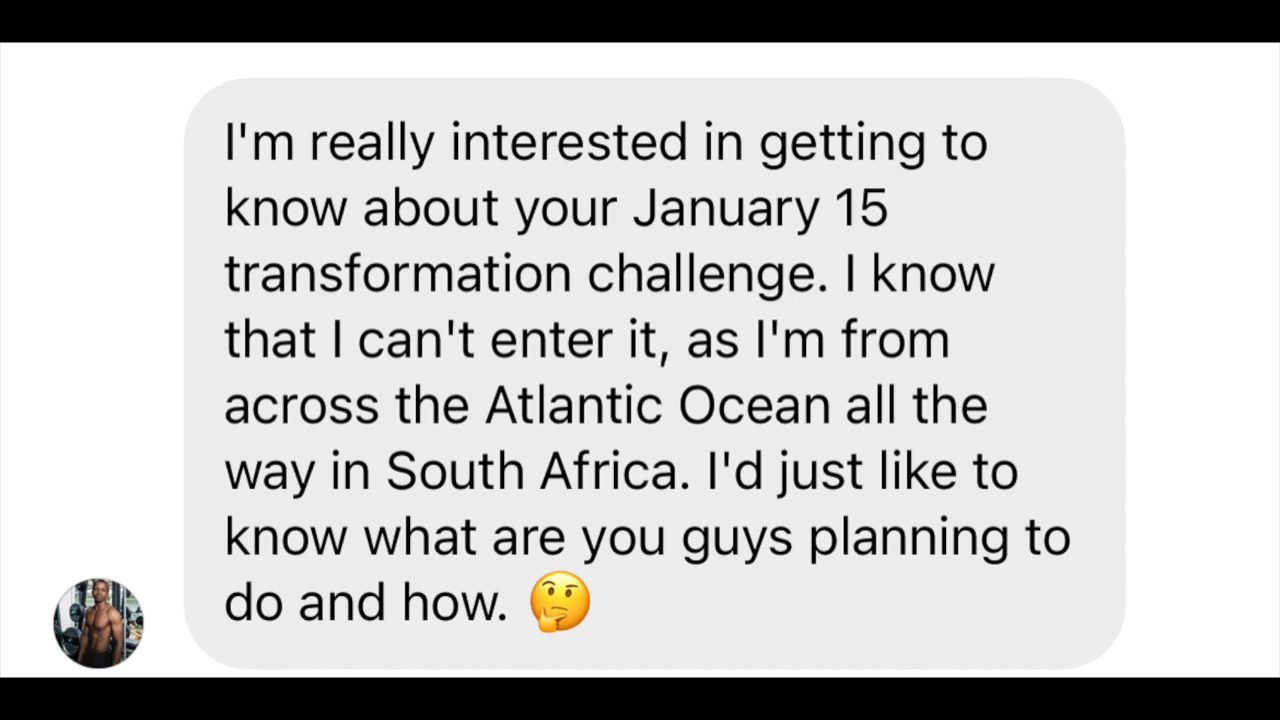 I'm really interested in getting to
know about your January 15
transformation challenge. I know
that I can't enter it, as I'm from
across the Atlantic Ocean all the
way in South Africa. I'd just like to
know what are you guys planning to
do and how. 🤔